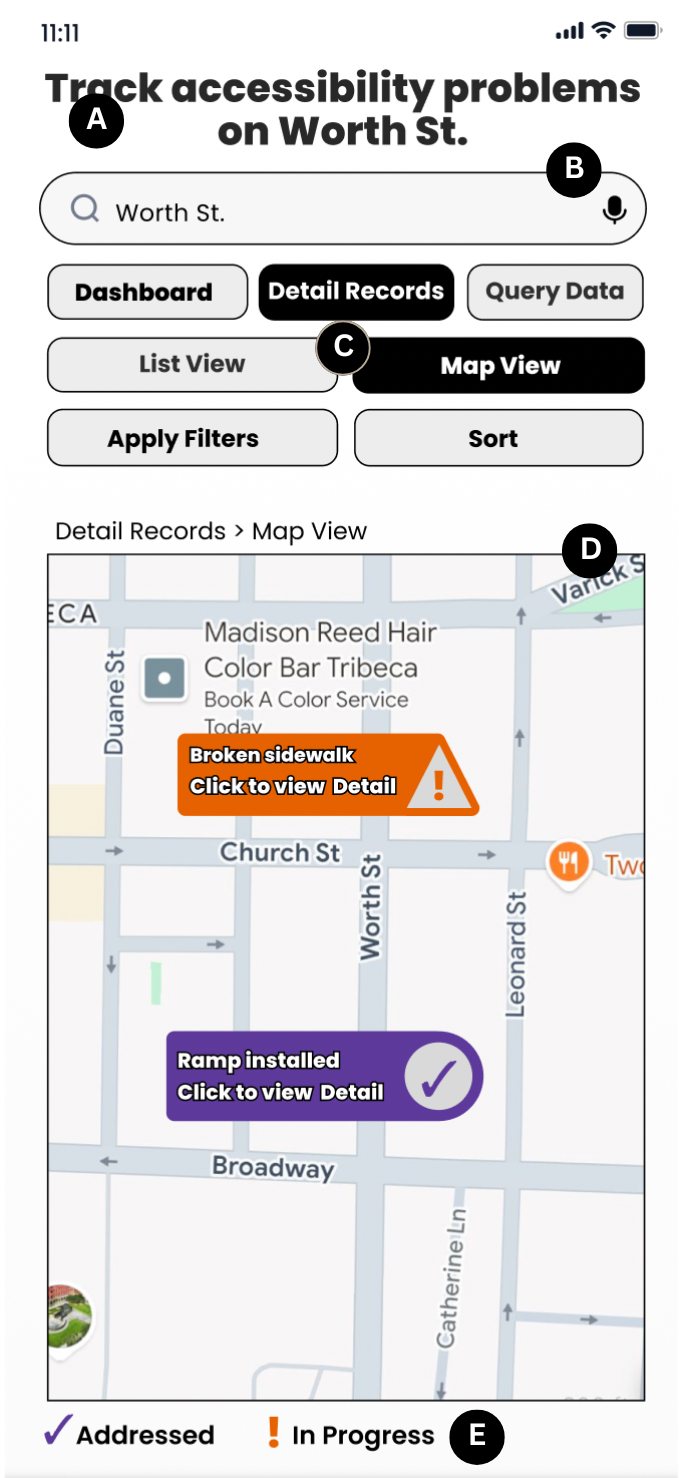 11:11
Track accessibility problems
on Worth St.
A
B
Worth St.
Dashboard
Detail Records
Query Data
List View
C
Map View
Apply Filters
Sort
Detail Records > Map View
D
Varick S
ECA
Madison Reed Hair
Color Bar Tribeca
Book A Color Service
Today
Duane St
Broken sidewalk
Click to view Detail
!
Church St
Two
Worth St
Leonard St
Ramp installed
Click to view Detail
✓
Broadway
Catherine Ln
✓ Addressed
! In Progress
E